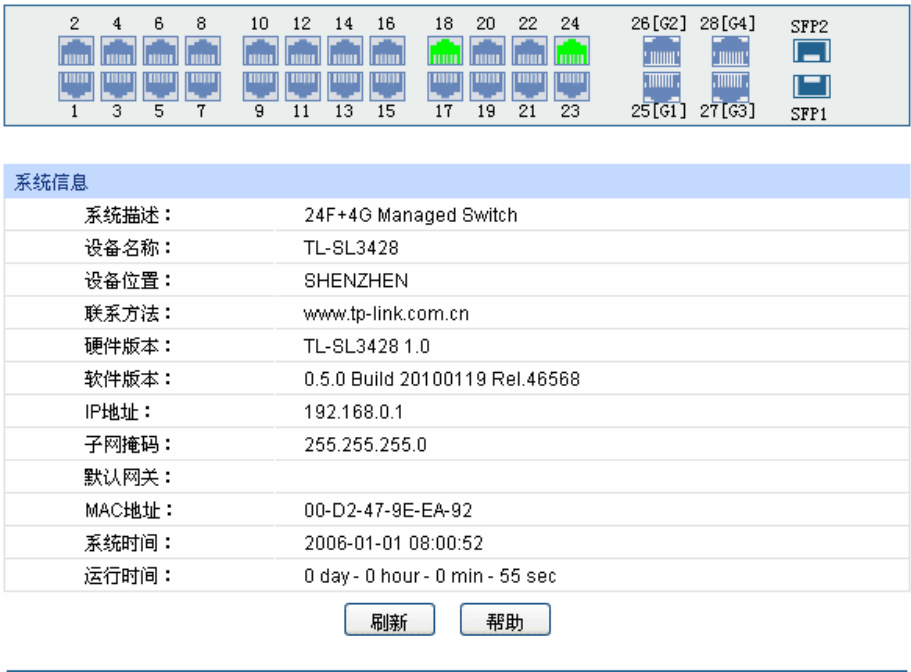 2 4 6 8 10 12 14 16 18 20 22 24 26[G2] 28[G4] SFP2
1 3 5 7 9 11 13 15 17 19 21 23 25[G1] 27[G3] SFP1
系统信息
系统描述： 24F+4G Managed Switch
设备名称： TL-SL3428
设备位置： SHENZHEN
联系方法： www.tp-link.com.cn
硬件版本： TL-SL3428 1.0
软件版本： 0.5.0 Build 20100119 Rel.46568
IP地址： 192.168.0.1
子网掩码： 255.255.255.0
默认网关：
MAC地址： 00-D2-47-9E-EA-92
系统时间： 2006-01-01 08:00:52
运行时间： 0 day - 0 hour - 0 min - 55 sec
刷新 帮助